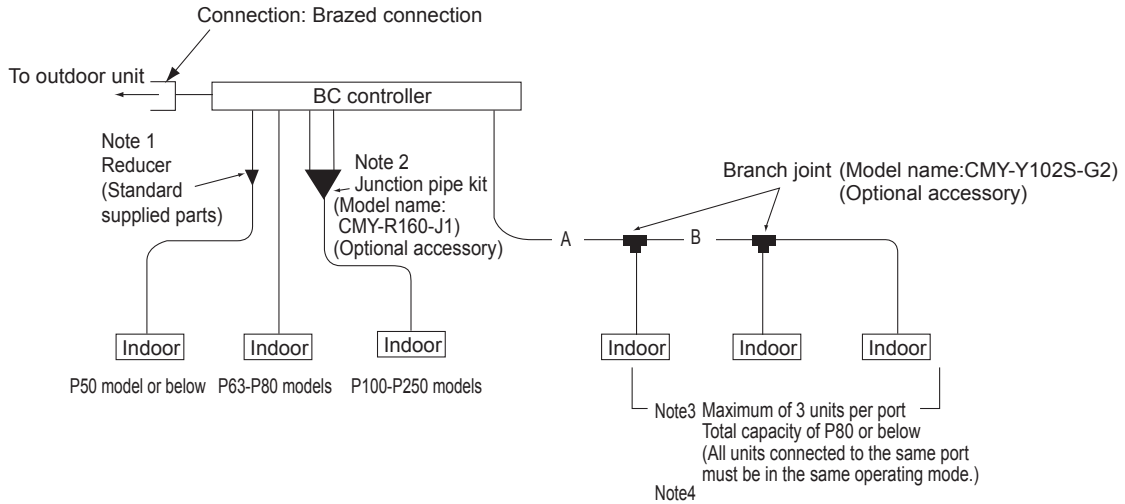 Connection: Brazed connection
To outdoor unit
BC controller
Note 1
Reducer
(Standard
supplied parts)
Note 2
Junction pipe kit
(Model name:
CMY-R160-J1)
(Optional accessory)
Branch joint (Model name:CMY-Y102S-G2)
(Optional accessory)
A
B
Indoor
Indoor
Indoor
Indoor
Indoor
Indoor
P50 model or below
P63-P80 models
P100-P250 models
Note3 Maximum of 3 units per port
Total capacity of P80 or below
(All units connected to the same port
must be in the same operating mode.)
Note4